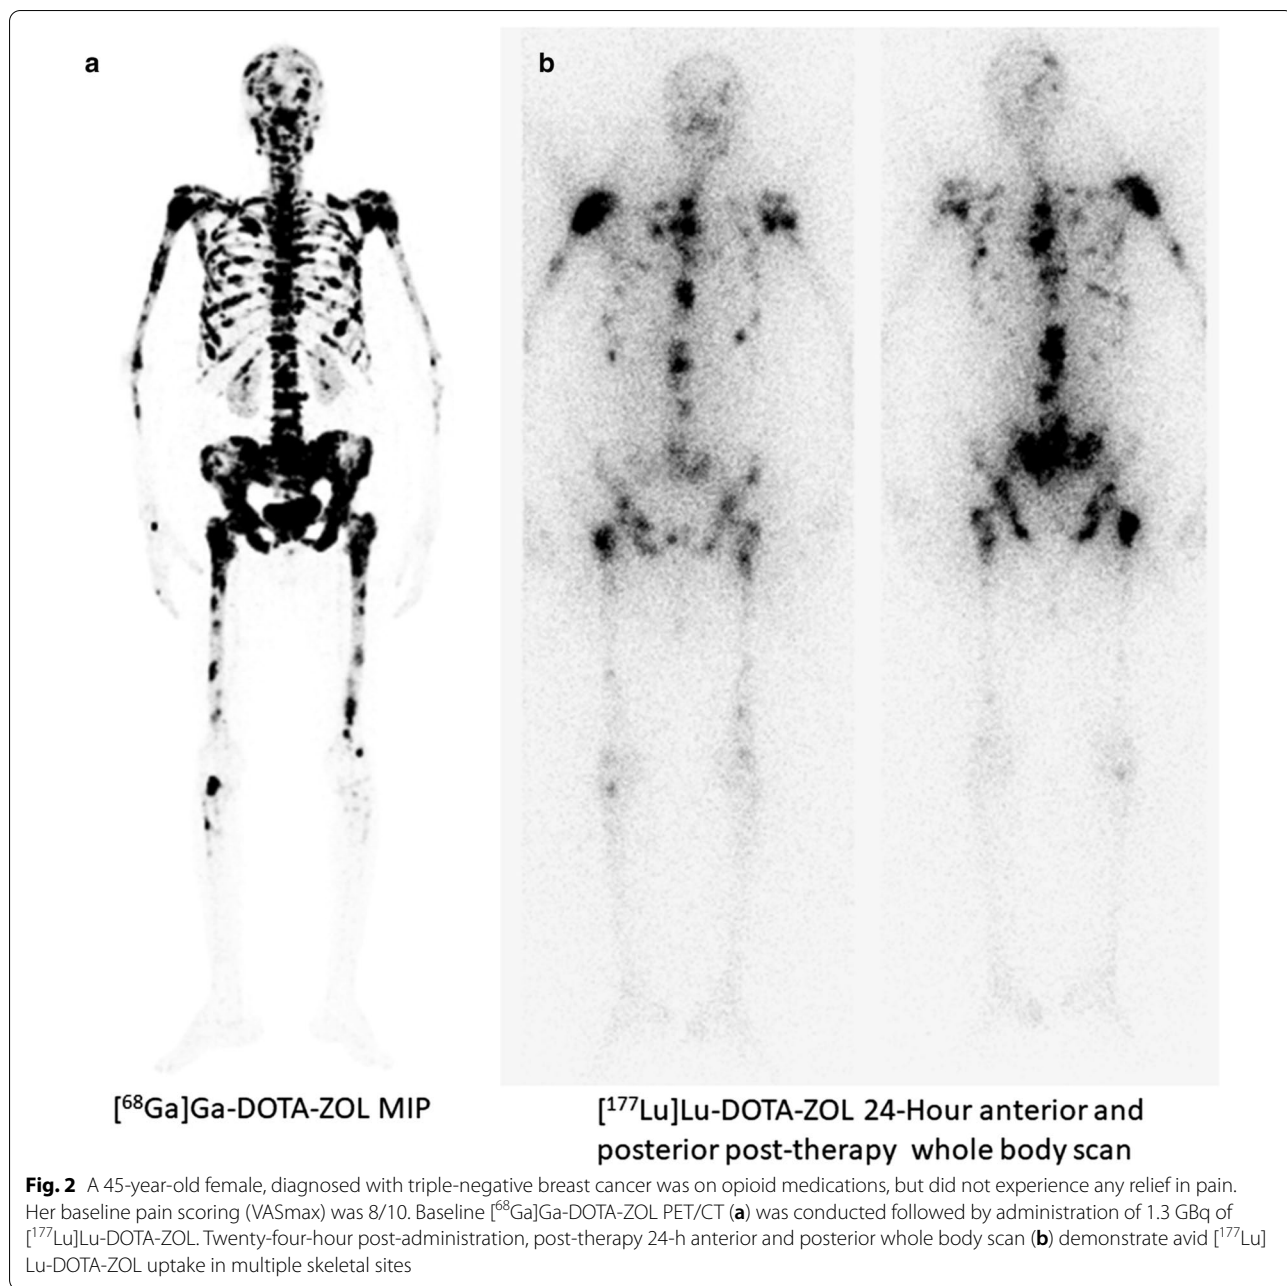 a
b
[⁶⁸Ga]Ga-DOTA-ZOL MIP
[¹⁷⁷Lu]Lu-DOTA-ZOL 24-Hour anterior and
posterior post-therapy whole body scan
Fig. 2 A 45-year-old female, diagnosed with triple-negative breast cancer was on opioid medications, but did not experience any relief in pain.
Her baseline pain scoring (VASmax) was 8/10. Baseline [⁶⁸Ga]Ga-DOTA-ZOL PET/CT (a) was conducted followed by administration of 1.3 GBq of
[¹⁷⁷Lu]Lu-DOTA-ZOL. Twenty-four-hour post-administration, post-therapy 24-h anterior and posterior whole body scan (b) demonstrate avid [¹⁷⁷Lu]
Lu-DOTA-ZOL uptake in multiple skeletal sites